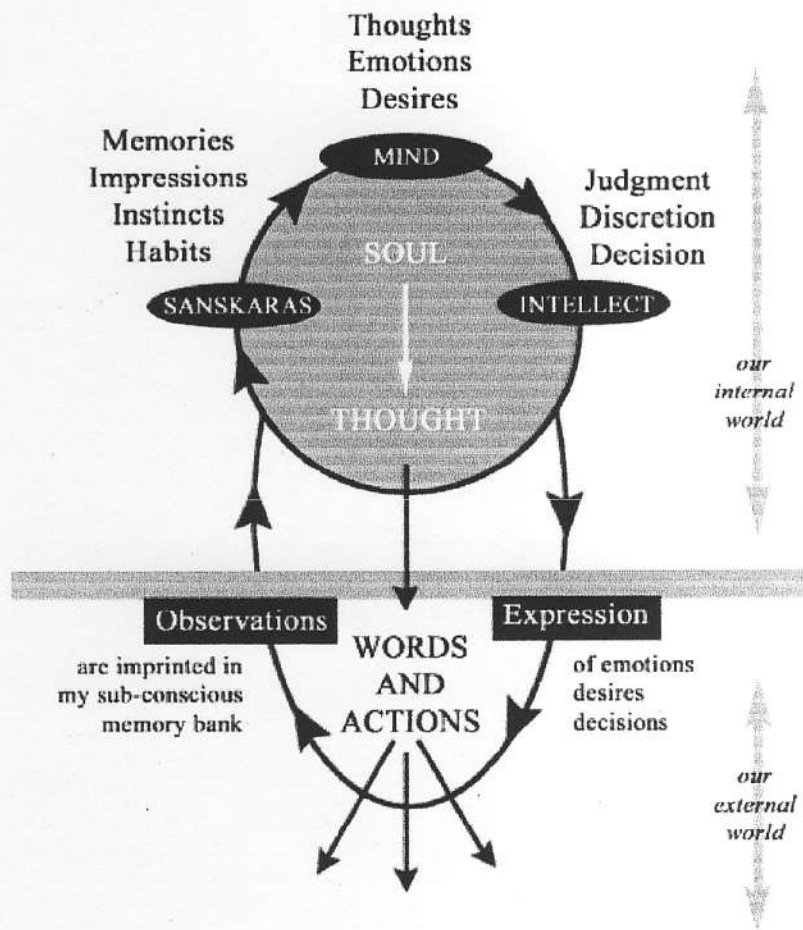 Thoughts
Emotions
Desires
MIND
Memories
Impressions
Instincts
Habits
Judgment
Discretion
Decision
SOUL
SANSKARAS
INTELLECT
THOUGHT
our
internal
world
Observations
are imprinted in
my sub-conscious
memory bank
WORDS
AND
ACTIONS
Expression
of emotions
desires
decisions
our
external
world